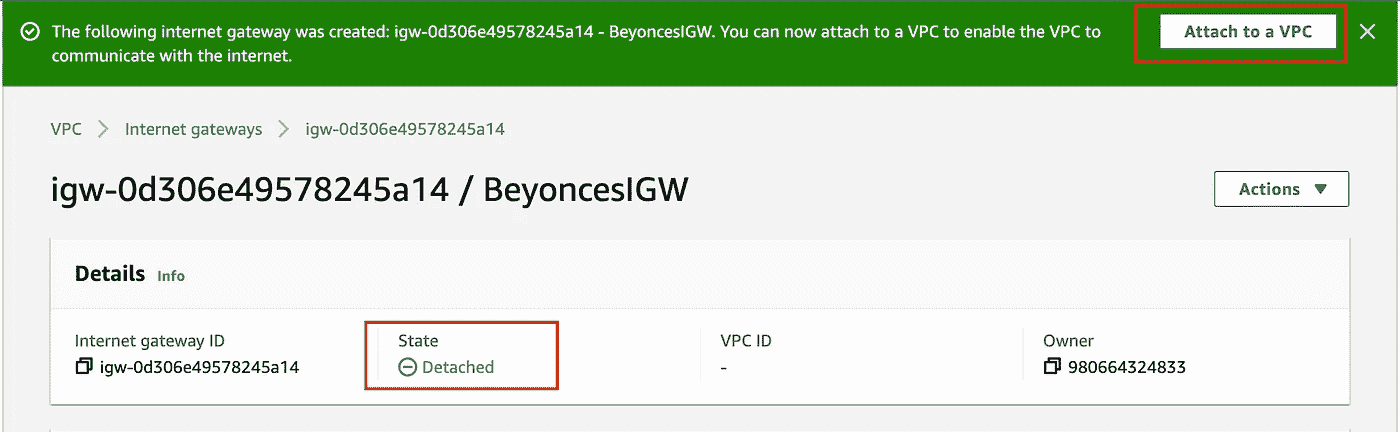 The following internet gateway was created: igw-0d306e49578245a14 - BeyoncesIGW. You can now attach to a VPC to enable the VPC to
communicate with the internet.
Attach to a VPC
VPC
Internet gateways
igw-0d306e49578245a14
igw-0d306e49578245a14 / BeyoncesIGW
Actions
Details Info
Internet gateway ID
igw-0d306e49578245a14
State
Detached
VPC ID
-
Owner
980664324833